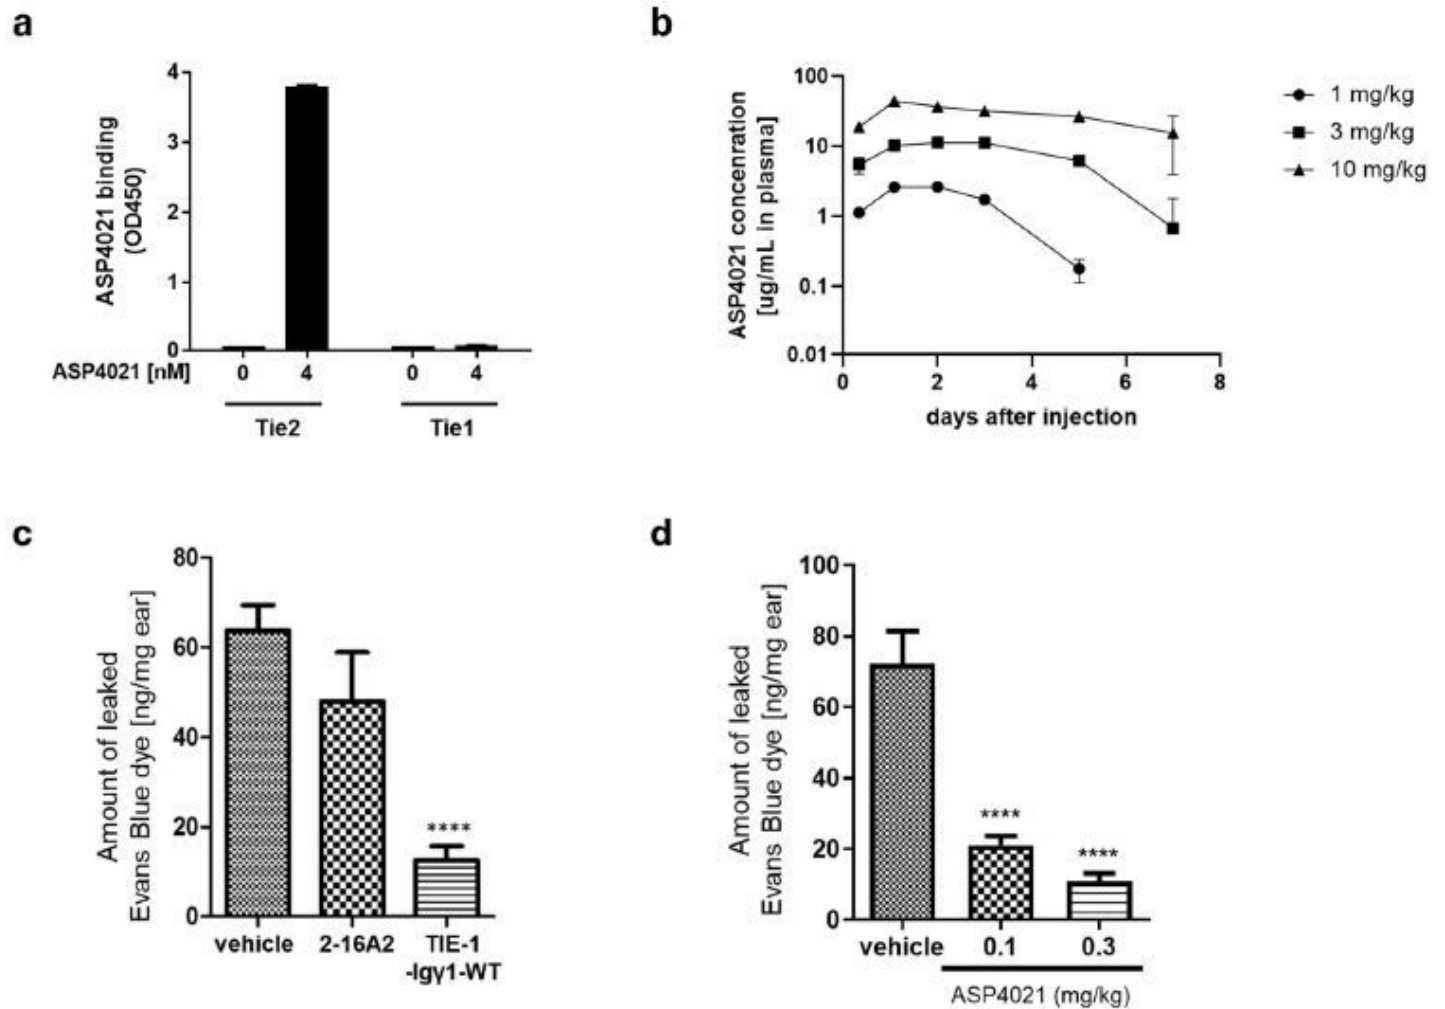 a
4
3
2
1
0
ASP4021 binding
(OD450)
ASP4021 [nM]
0
4
0
4
Tie2
Tie1
b
100
10
1
0.1
0.01
ASP4021 concenration
[ug/mL in plasma]
0
2
4
6
8
days after injection
1 mg/kg
3 mg/kg
10 mg/kg
c
80
60
40
20
0
Amount of leaked
Evans Blue dye [ng/mg ear]
****
vehicle
2-16A2
TIE-1
-Igγ1-WT
d
100
80
60
40
20
0
Amount of leaked
Evans Blue dye [ng/mg ear]
****
****
vehicle
0.1
0.3
ASP4021 (mg/kg)